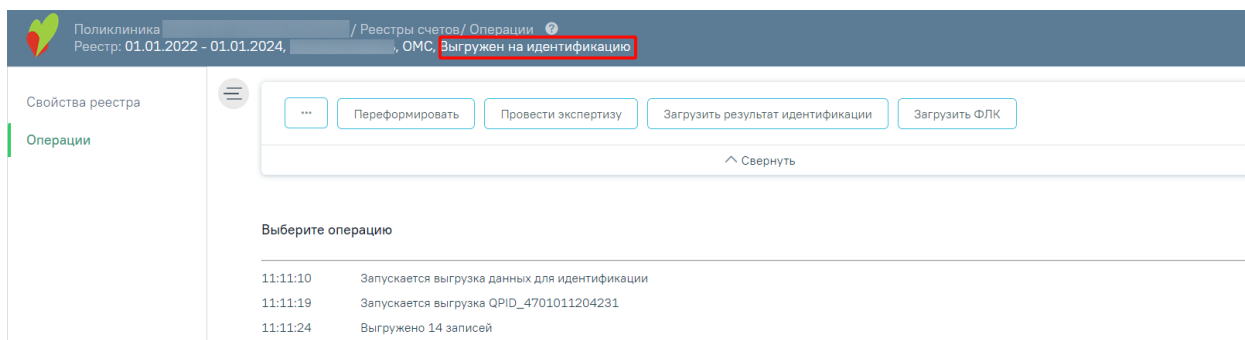 Поликлиника / Реестры счетов/ Операции ?
Реестр: 01.01.2022 - 01.01.2024, , ОМС, Выгружен на идентификацию
Свойства реестра
Операции
... Переформировать Провести экспертизу Загрузить результат идентификации Загрузить ФЛК
Свернуть
Выберите операцию
11:11:10 Запускается выгрузка данных для идентификации
11:11:19 Запускается выгрузка QPID_4701011204231
11:11:24 Выгружено 14 записей